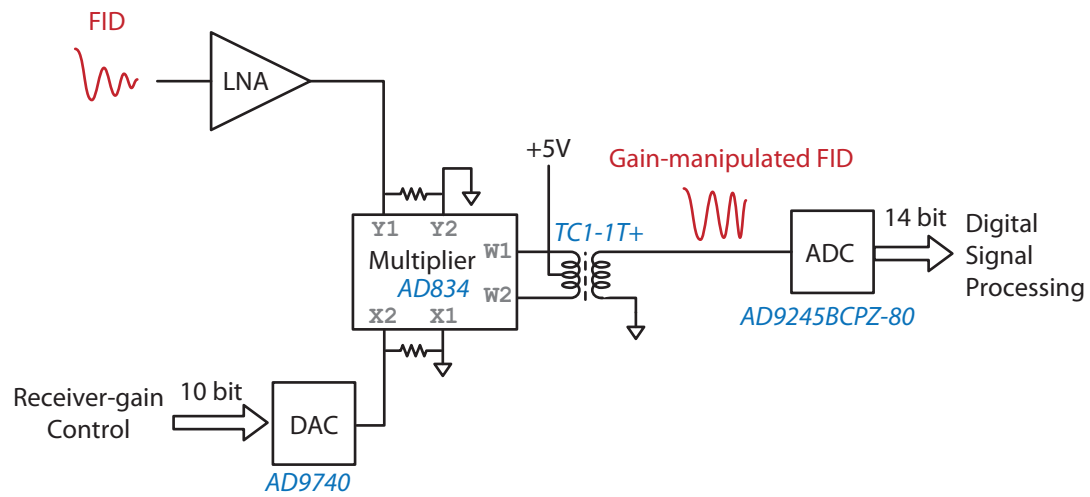 FID
LNA
+5V
Gain-manipulated FID
Y1 Y2
Multiplier
AD834
W1
W2
X2 X1
TC1-1T+
ADC
AD9245BCPZ-80
14 bit
Digital
Signal
Processing
Receiver-gain
Control
10 bit
DAC
AD9740